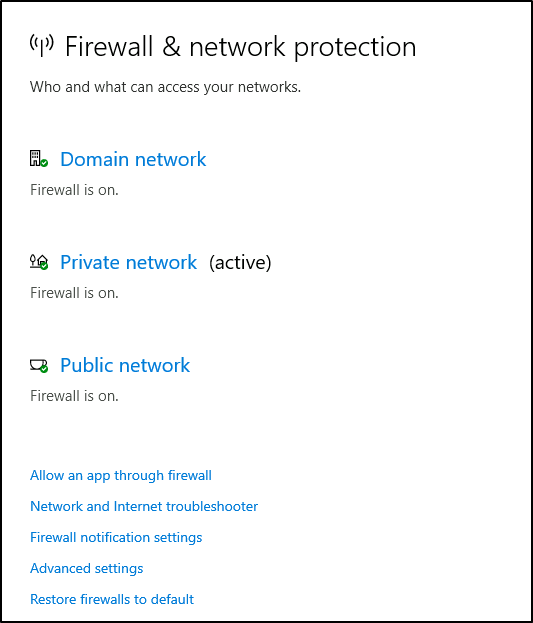 Firewall & network protection
Who and what can access your networks.
Domain network
Firewall is on.
Private network (active)
Firewall is on.
Public network
Firewall is on.
Allow an app through firewall
Network and Internet troubleshooter
Firewall notification settings
Advanced settings
Restore firewalls to default